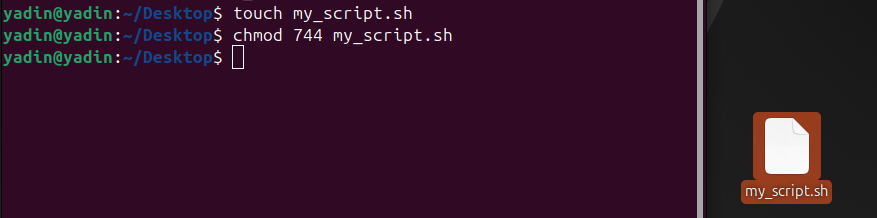 yadin@yadin:~/Desktop$ touch my_script.sh
yadin@yadin:~/Desktop$ chmod 744 my_script.sh
yadin@yadin:~/Desktop$
my_script.sh